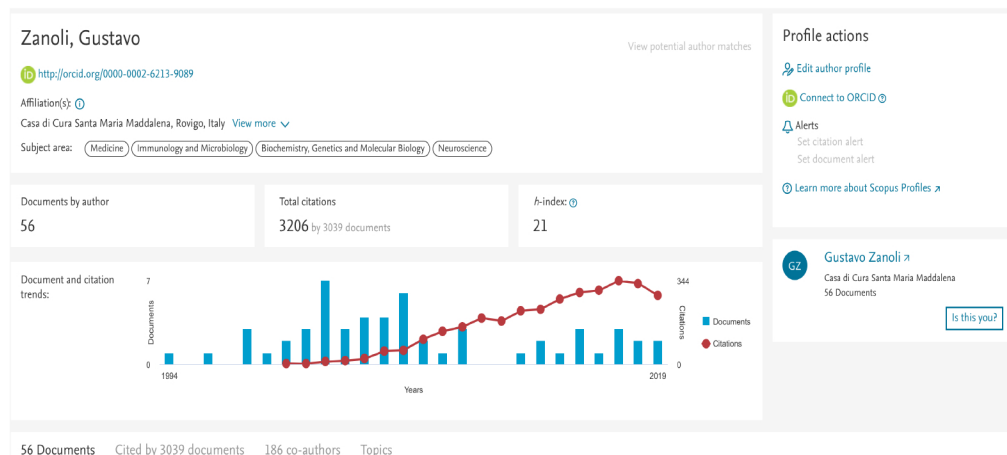 Zanoli, Gustavo
View potential author matches
iD http://orcid.org/0000-0002-6213-9089
Affiliation(s):
Casa di Cura Santa Maria Maddalena, Rovigo, Italy View more
Subject area: Medicine Immunology and Microbiology Biochemistry, Genetics and Molecular Biology Neuroscience
Documents by author
56
Total citations
3206 by 3039 documents
h-index:
21
Document and citation
trends:
7
0
Documents
1994
2019
Years
344
0
Citations
Documents
Citations
56 Documents Cited by 3039 documents 186 co-authors Topics
Profile actions
Edit author profile
iD Connect to ORCID
Alerts
Set citation alert
Set document alert
Learn more about Scopus Profiles
GZ
Gustavo Zanoli
Casa di Cura Santa Maria Maddalena
56 Documents
Is this you?